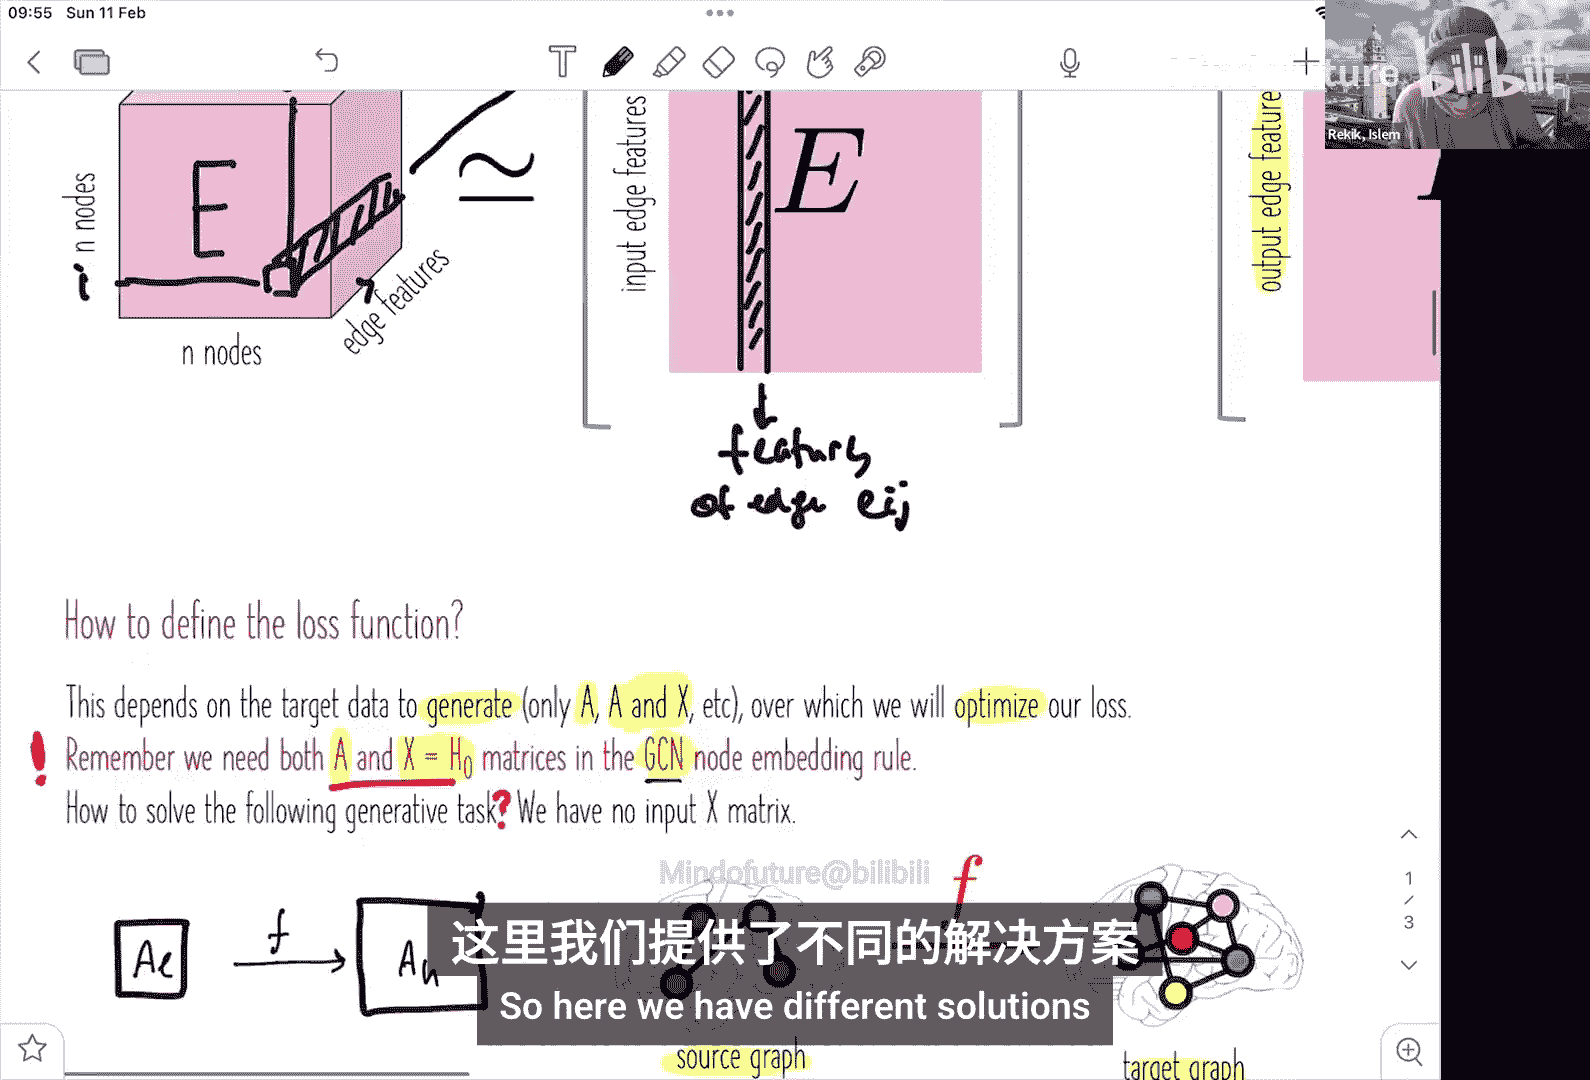 09:55 Sun 11 Feb
T
ture bilibili
Rekik, Islem
E
i
n nodes
n nodes
edge features
≃
input edge features
E
output edge feature
features
of edge eij
How to define the loss function?
This depends on the target data to generate (only A, A and X, etc), over which we will optimize our loss.
! Remember we need both A and X = H0 matrices in the GCN node embedding rule.
How to solve the following generative task? We have no input X matrix.
Mindofuture@bilibili
1
3
f
f
Al
Ah
这里我们提供了不同的解决方案
So here we have different solutions
source graph
target graph